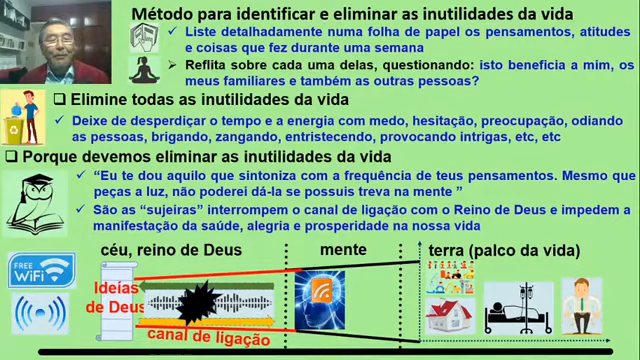 Método para identificar e eliminar as inutilidades da vida
✓ Liste detalhadamente numa folha de papel os pensamentos, atitudes
e coisas que fez durante uma semana
➤ Reflita sobre cada uma delas, questionando: isto beneficia a mim, os
meus familiares e também as outras pessoas?
❑ Elimine todas as inutilidades da vida
✓ Deixe de desperdiçar o tempo e a energia com medo, hesitação, preocupação, odiando
as pessoas, brigando, zangando, entristecendo, provocando intrigas, etc, etc
❑ Porque devemos eliminar as inutilidades da vida
✓ “Eu te dou aquilo que sintoniza com a frequência de teus pensamentos. Mesmo que
peças a luz, não poderei dá-la se possuis treva na mente ”
✓ São as “sujeiras” interrompem o canal de ligação com o Reino de Deus e impedem a
manifestação da saúde, alegria e prosperidade na nossa vida
céu, reino de Deus
mente
terra (palco da vida)
FREE
WiFi
Ideias
de Deus
canal de ligação